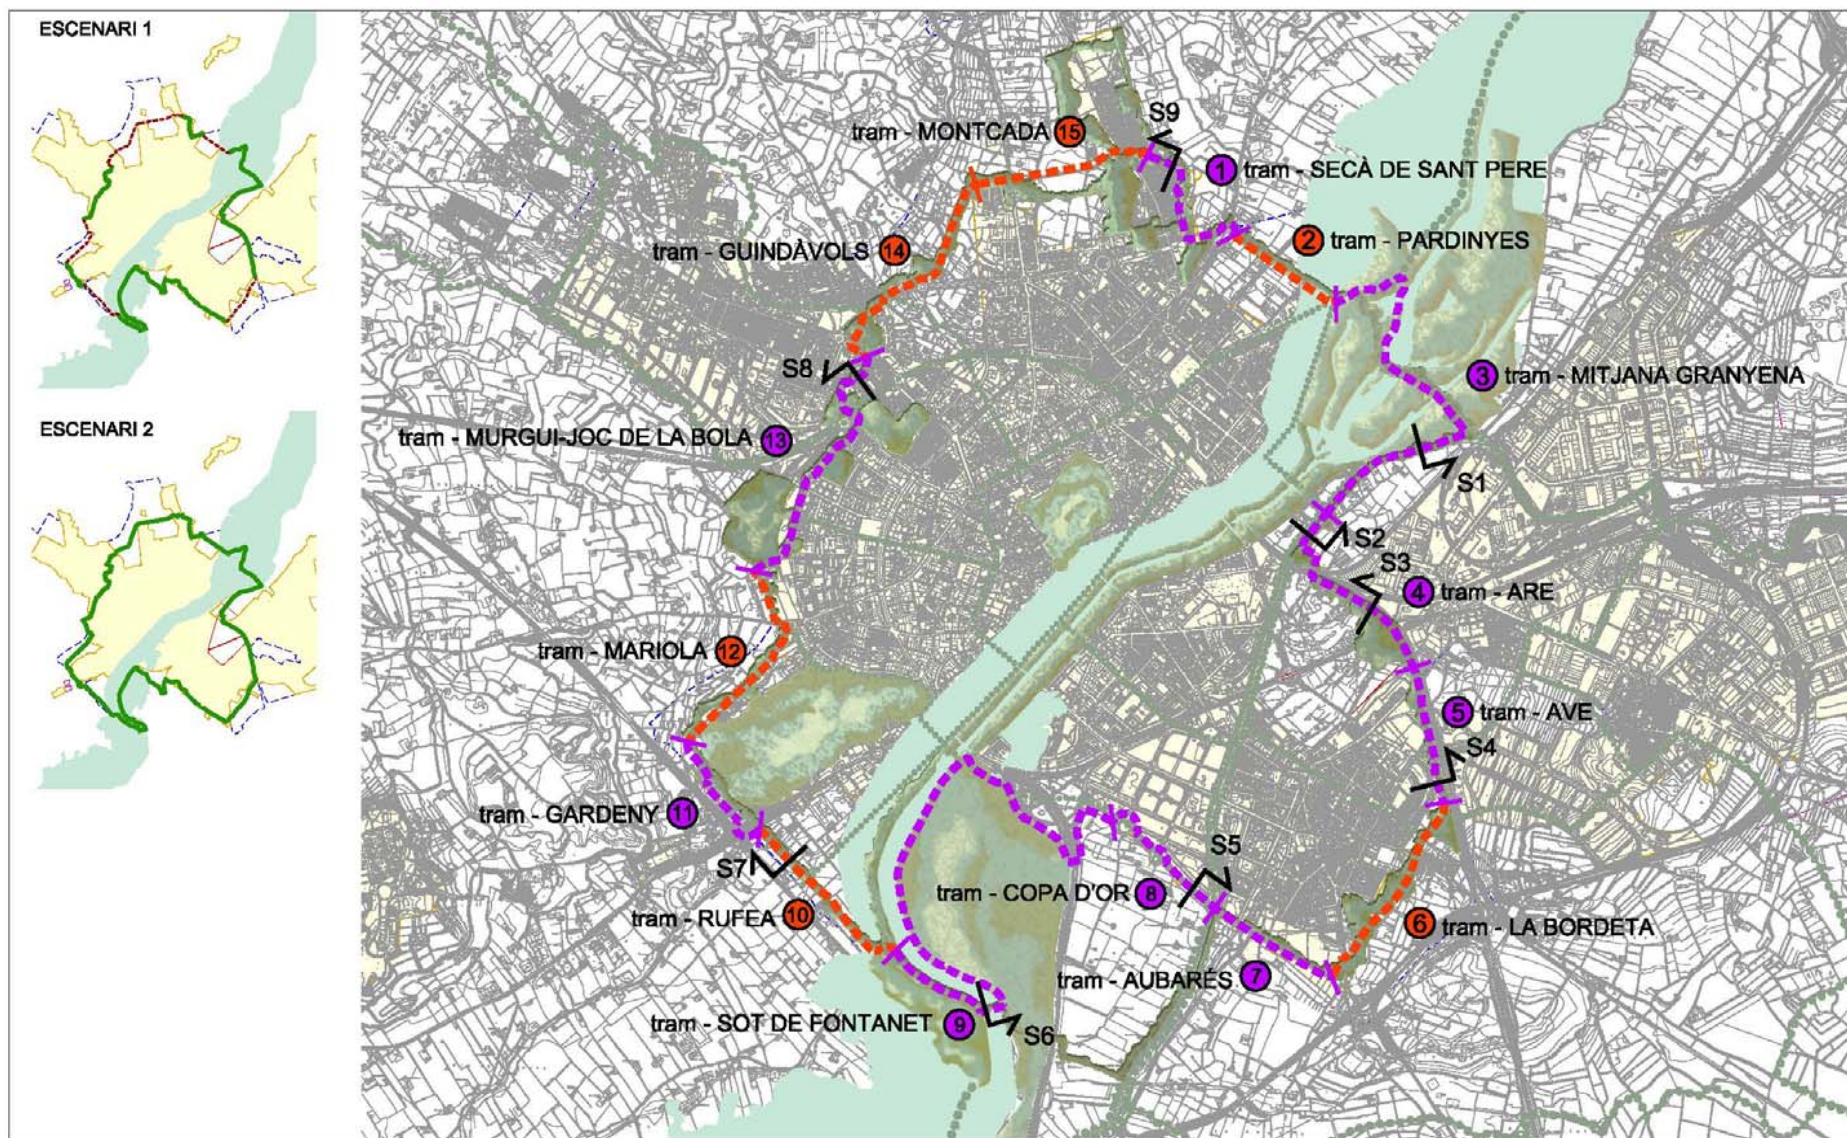 ESCENARI 1
ESCENARI 2
tram - MONTCADA 15
S9
1 tram - SECÀ DE SANT PERE
2 tram - PARDINYES
tram - GUINDÀVOLS 14
S8
3 tram - MITJANA GRANYENA
tram - MURGUI-JOC DE LA BOLA 13
S1
S2
S3
4 tram - ARE
tram - MARIOLA 12
5 tram - AVE
S4
tram - GARDENY 11
S7
S5
tram - COPA D'OR 8
tram - RUFEA 10
6 tram - LA BORDETA
tram - AUBARÉS 7
tram - SOT DE FONTANET 9
S6